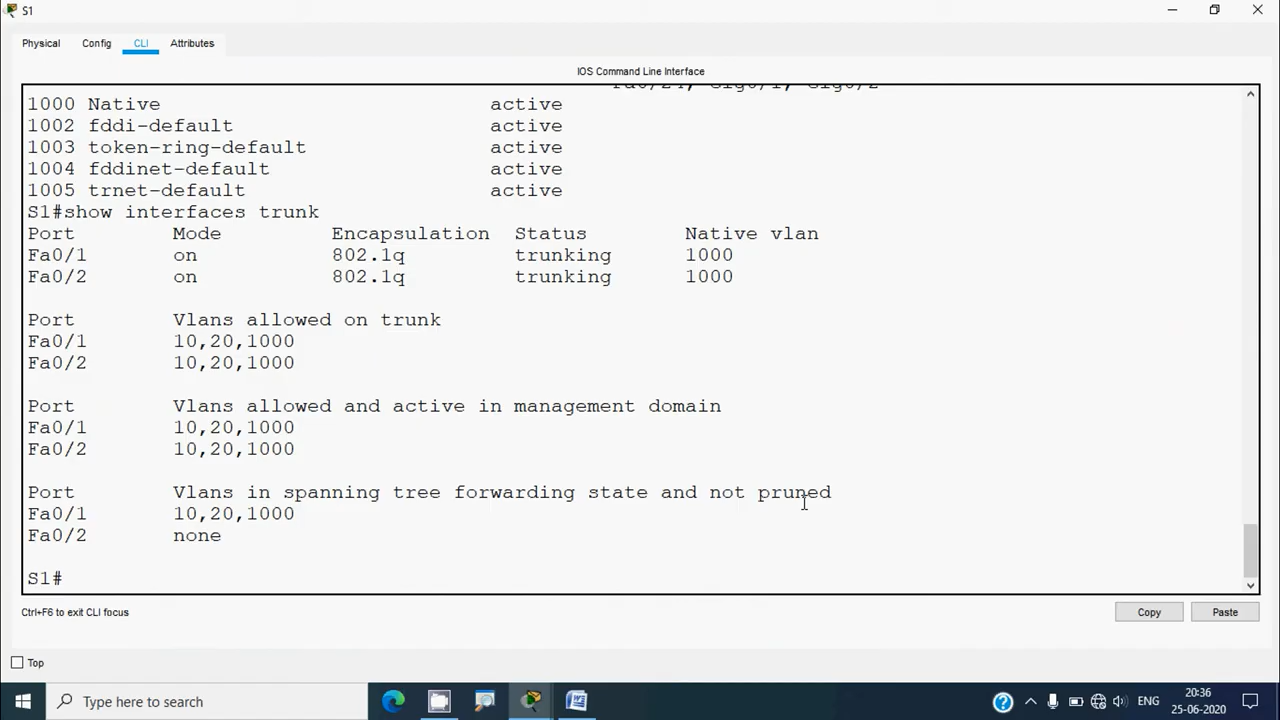 S1
Physical Config CLI Attributes
IOS Command Line Interface
1000 Native active
1002 fddi-default active
1003 token-ring-default active
1004 fddinet-default active
1005 trnet-default active
S1#show interfaces trunk
Port Mode Encapsulation Status Native vlan
Fa0/1 on 802.1q trunking 1000
Fa0/2 on 802.1q trunking 1000
Port Vlans allowed on trunk
Fa0/1 10,20,1000
Fa0/2 10,20,1000
Port Vlans allowed and active in management domain
Fa0/1 10,20,1000
Fa0/2 10,20,1000
Port Vlans in spanning tree forwarding state and not pruned
Fa0/1 10,20,1000
Fa0/2 none
S1#
Ctrl+F6 to exit CLI focus
Copy Paste
Top
Type here to search
ENG
20:36
25-06-2020